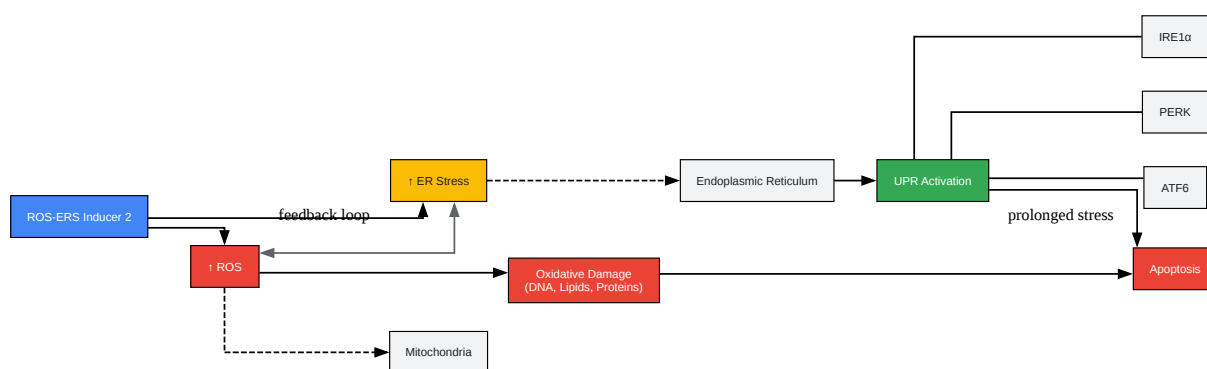 IRE1α
PERK
↑ ER Stress
Endoplasmic Reticulum
UPR Activation
ATF6
ROS-ERS Inducer 2
feedback loop
prolonged stress
↑ ROS
Oxidative Damage
(DNA, Lipids, Proteins)
Apoptosis
Mitochondria